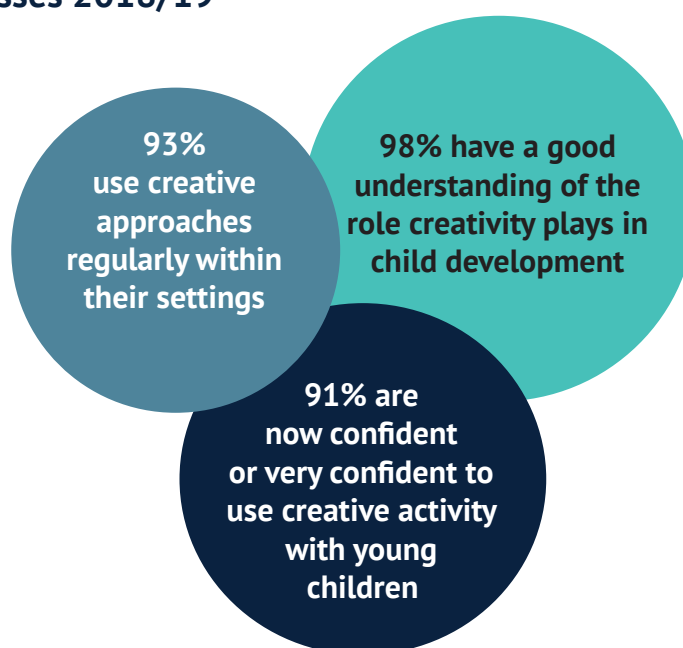 93%
use creative
approaches
regularly within
their settings
98% have a good
understanding of the
role creativity plays in
child development
91% are
now confident
or very confident to
use creative activity
with young
children